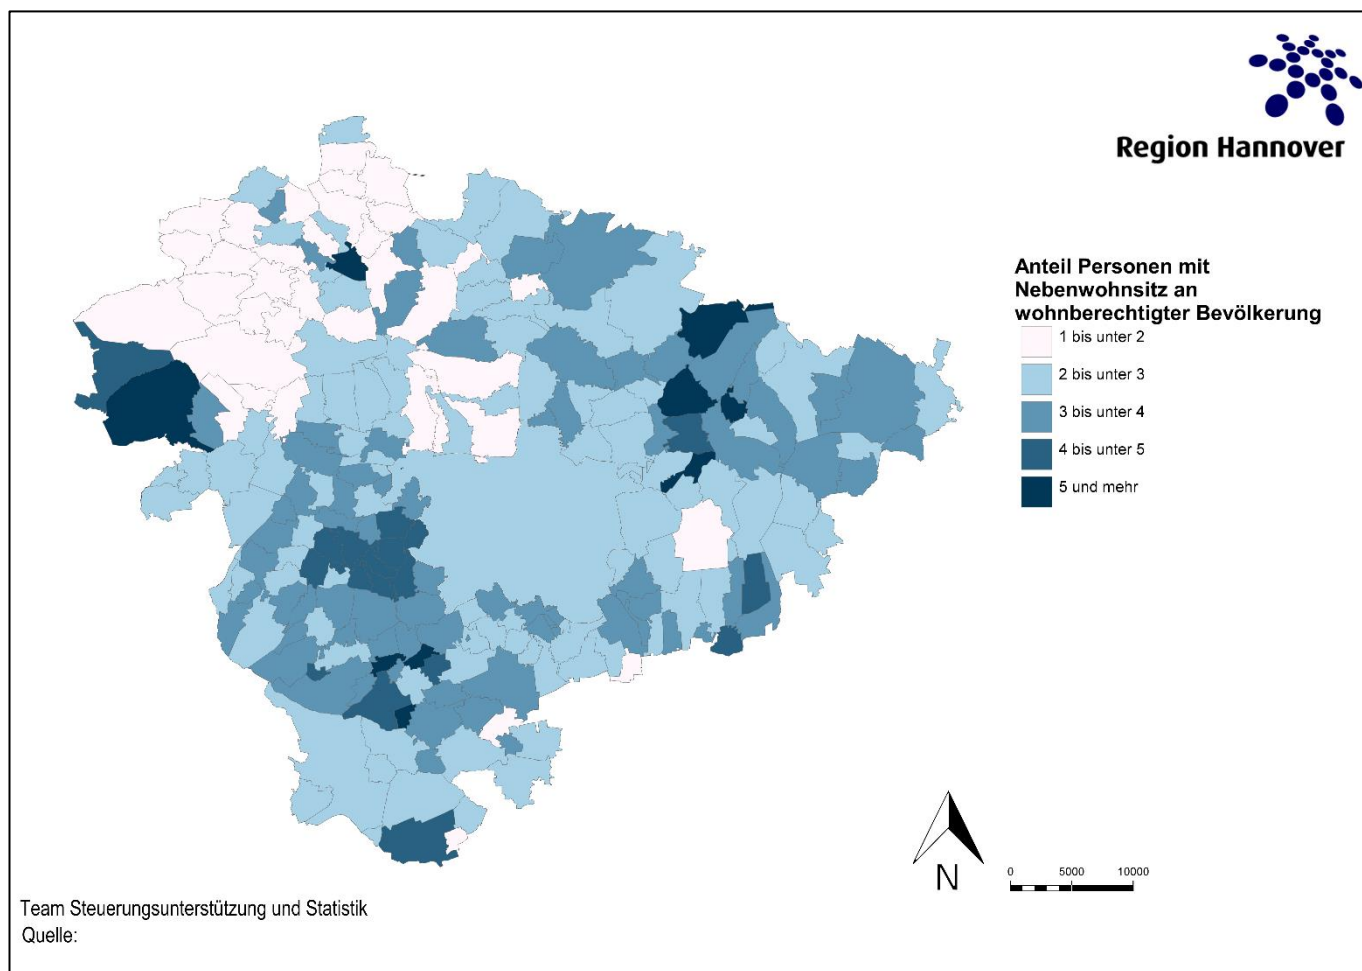 Region Hannover
Anteil Personen mit
Nebenwohnsitz an
wohnberechtigter Bevölkerung
1 bis unter 2
2 bis unter 3
3 bis unter 4
4 bis unter 5
5 und mehr
N
0 5000 10000
Team Steuerungsunterstützung und Statistik
Quelle: